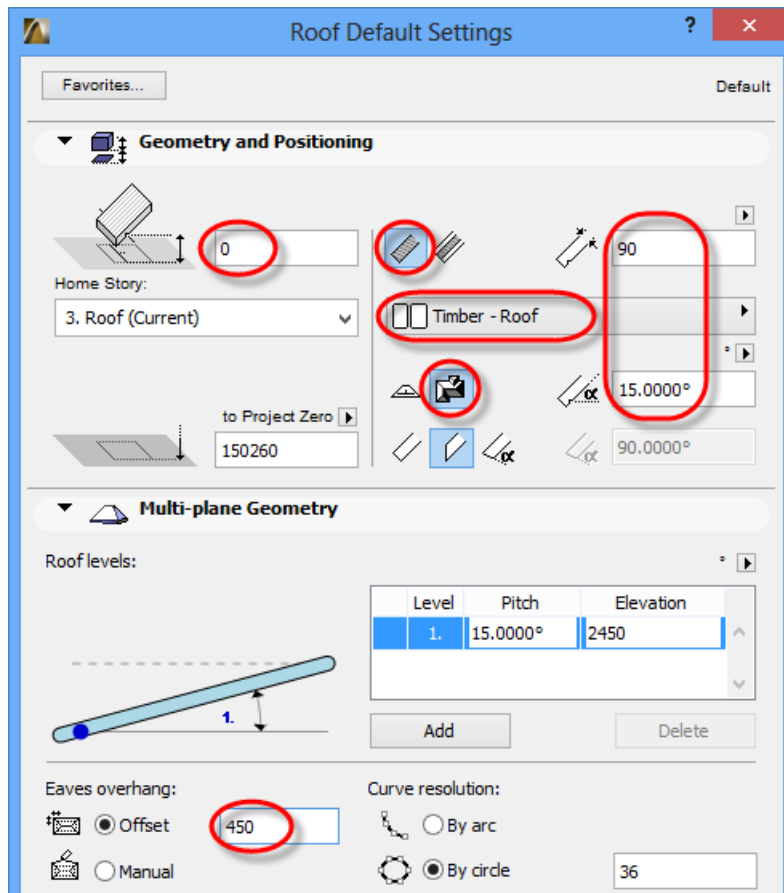 Roof Default Settings
?
×
Favorites...
Default
Geometry and Positioning
0
90
Home Story:
3. Roof (Current)
Timber - Roof
°
α
15.0000°
to Project Zero
150260
α
α
90.0000°
Multi-plane Geometry
Roof levels:
°
Level Pitch Elevation
1. 15.0000° 2450
1.
Add
Delete
Eaves overhang:
Curve resolution:
Offset
450
By arc
Manual
By circle
36